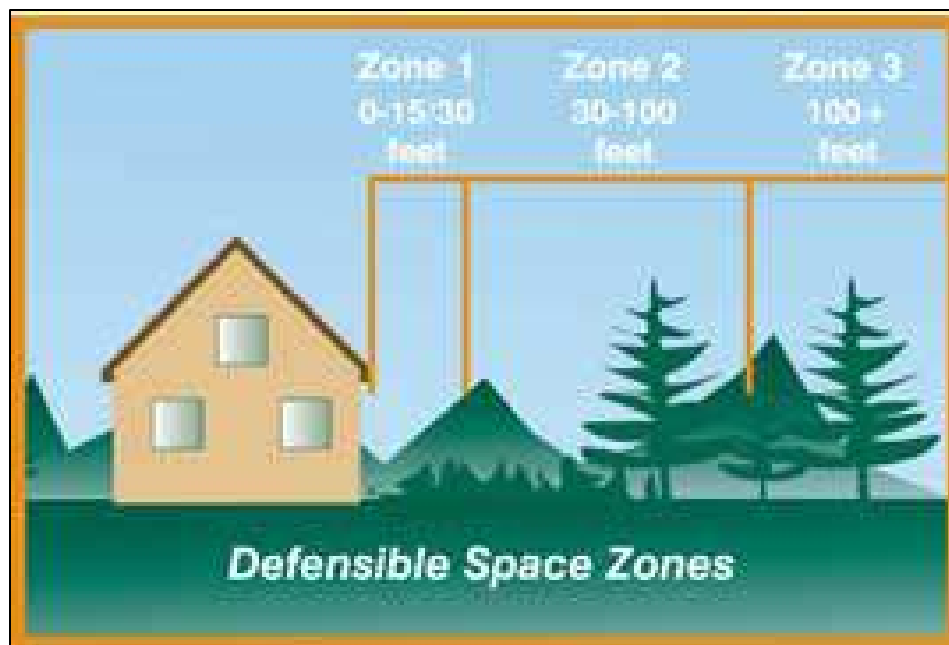 Zone 1
0-15/30
feet
Zone 2
30-100
feet
Zone 3
100+
feet
Defensible Space Zones